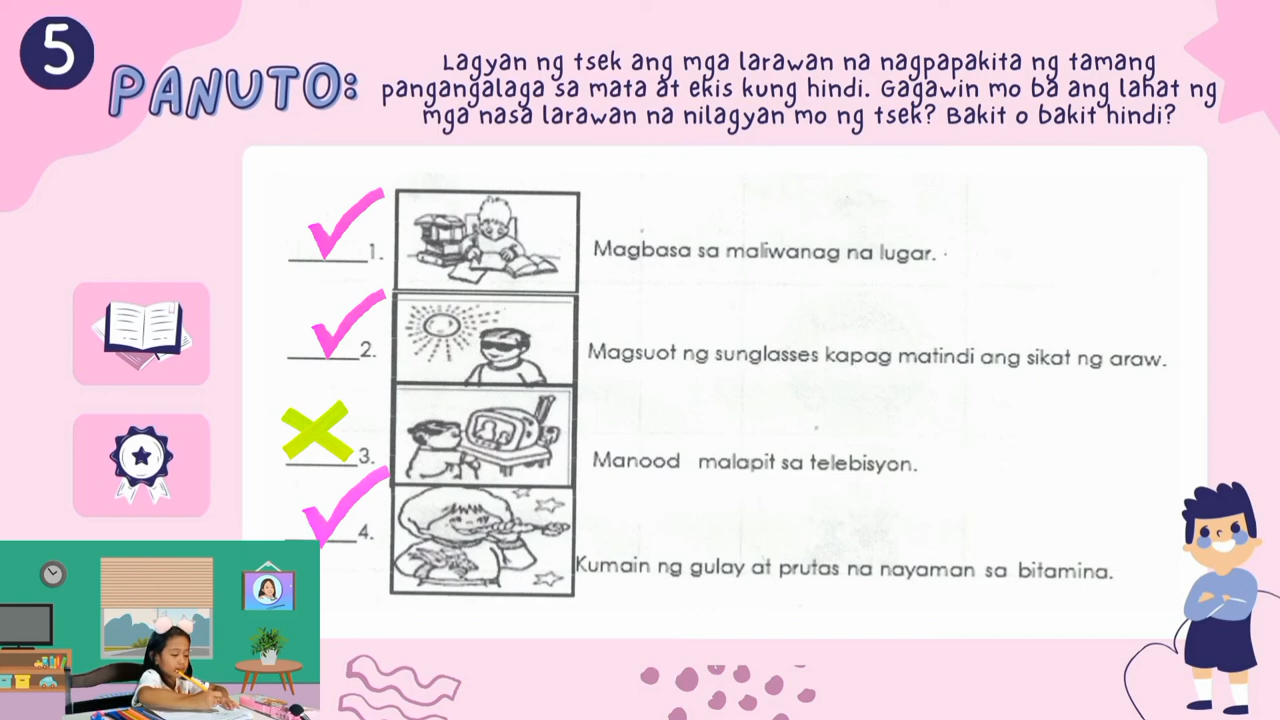 5
PANUTO:
Lagyan ng tsek ang mga larawan na nagpapakita ng tamang
pangangalaga sa mata at ekis kung hindi. Gagawin mo ba ang lahat ng
mga nasa larawan na nilagyan mo ng tsek? Bakit o bakit hindi?
1. Magbasa sa maliwanag na lugar.
2. Magsuot ng sunglasses kapag matindi ang sikat ng araw.
3. Manood malapit sa telebisyon.
4. Kumain ng gulay at prutas na nayaman sa bitamina.